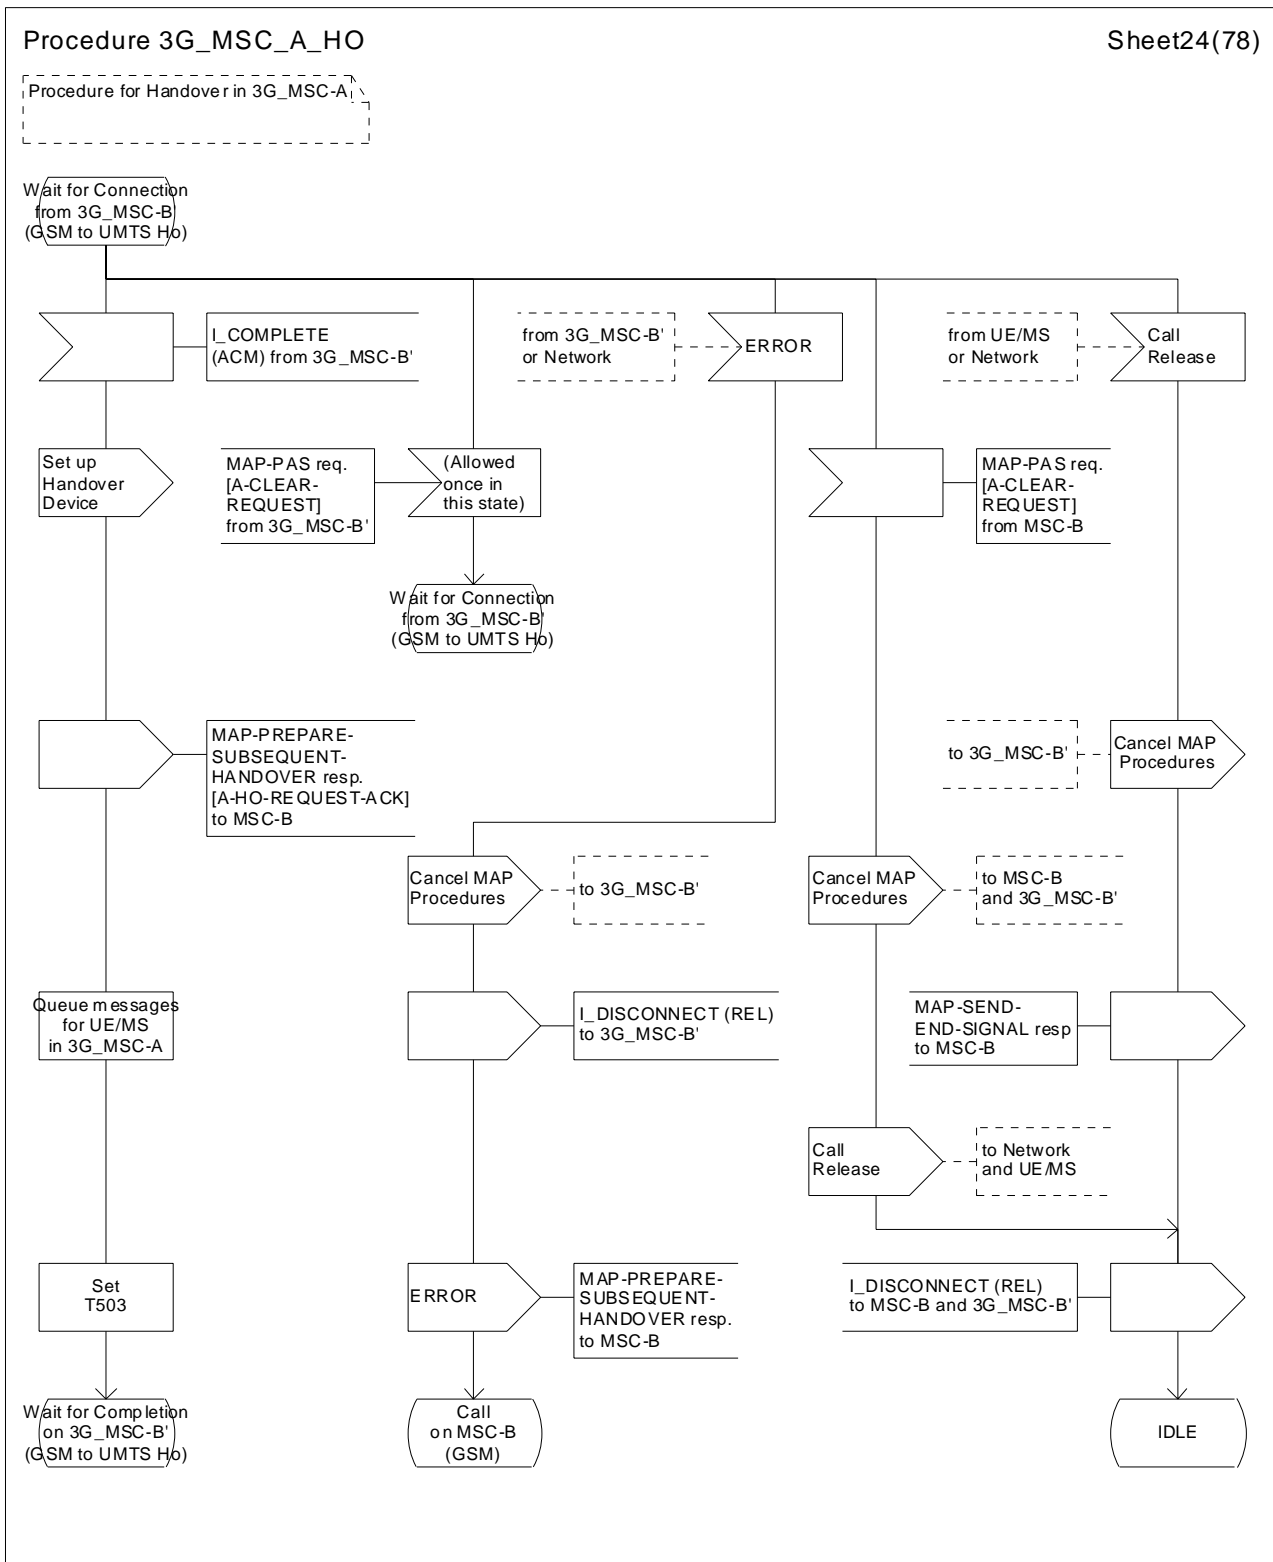 Procedure 3G_MSC_A_HO
Sheet24(78)
Procedure for Handover in 3G_MSC-A
Wait for Connection
from 3G_MSC-B'
(GSM to UMTS Ho)
I_COMPLETE
(ACM) from 3G_MSC-B'
from 3G_MSC-B'
or Network
ERROR
from UE/MS
or Network
Call
Release
Set up
Handover
Device
MAP-PAS req.
[A-CLEAR-
REQUEST]
from 3G_MSC-B'
(Allowed
once in
this state)
MAP-PAS req.
[A-CLEAR-
REQUEST]
from MSC-B
Wait for Connection
from 3G_MSC-B'
(GSM to UMTS Ho)
MAP-PREPARE-
SUBSEQUENT-
HANDOVER resp.
[A-HO-REQUEST-ACK]
to MSC-B
to 3G_MSC-B'
Cancel MAP
Procedures
Cancel MAP
Procedures
to 3G_MSC-B'
Cancel MAP
Procedures
to MSC-B
and 3G_MSC-B'
Queue messages
for UE/MS
in 3G_MSC-A
I_DISCONNECT (REL)
to 3G_MSC-B'
MAP-SEND-
END-SIGNAL resp
to MSC-B
Call
Release
to Network
and UE/MS
Set
T503
ERROR
MAP-PREPARE-
SUBSEQUENT-
HANDOVER resp.
to MSC-B
I_DISCONNECT (REL)
to MSC-B and 3G_MSC-B'
Wait for Completion
on 3G_MSC-B'
(GSM to UMTS Ho)
Call
on MSC-B
(GSM)
IDLE